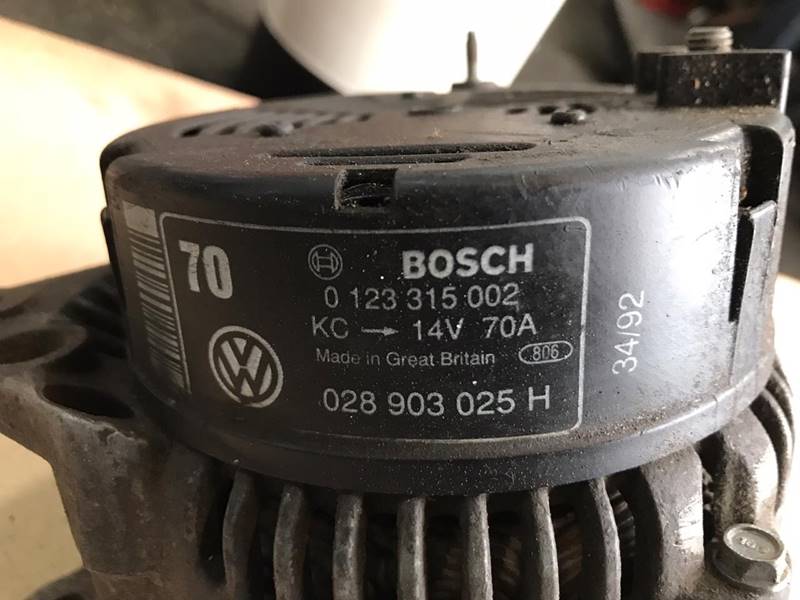 70
BOSCH
0 123 315 002
KC → 14V 70A
Made in Great Britain 806
028 903 025 H
34/92